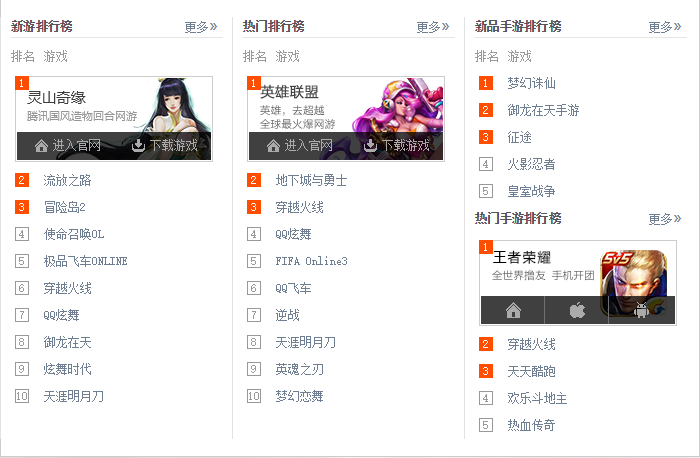 新游排行榜 更多»
排名 游戏
1
灵山奇缘
腾讯国风造物回合网游
进入官网 下载游戏
2 流放之路
3 冒险岛2
4 使命召唤OL
5 极品飞车ONLINE
6 穿越火线
7 QQ炫舞
8 御龙在天
9 炫舞时代
10 天涯明月刀
热门排行榜 更多»
排名 游戏
1
英雄联盟
英雄，去超越
全球最火爆网游
进入官网 下载游戏
2 地下城与勇士
3 穿越火线
4 QQ炫舞
5 FIFA Online3
6 QQ飞车
7 逆战
8 天涯明月刀
9 英魂之刃
10 梦幻恋舞
新品手游排行榜 更多»
排名 游戏
1 梦幻诛仙
2 御龙在天手游
3 征途
4 火影忍者
5 皇室战争
热门手游排行榜 更多»
1
王者荣耀
全世界撸友 手机开团
5v5
2 穿越火线
3 天天酷跑
4 欢乐斗地主
5 热血传奇